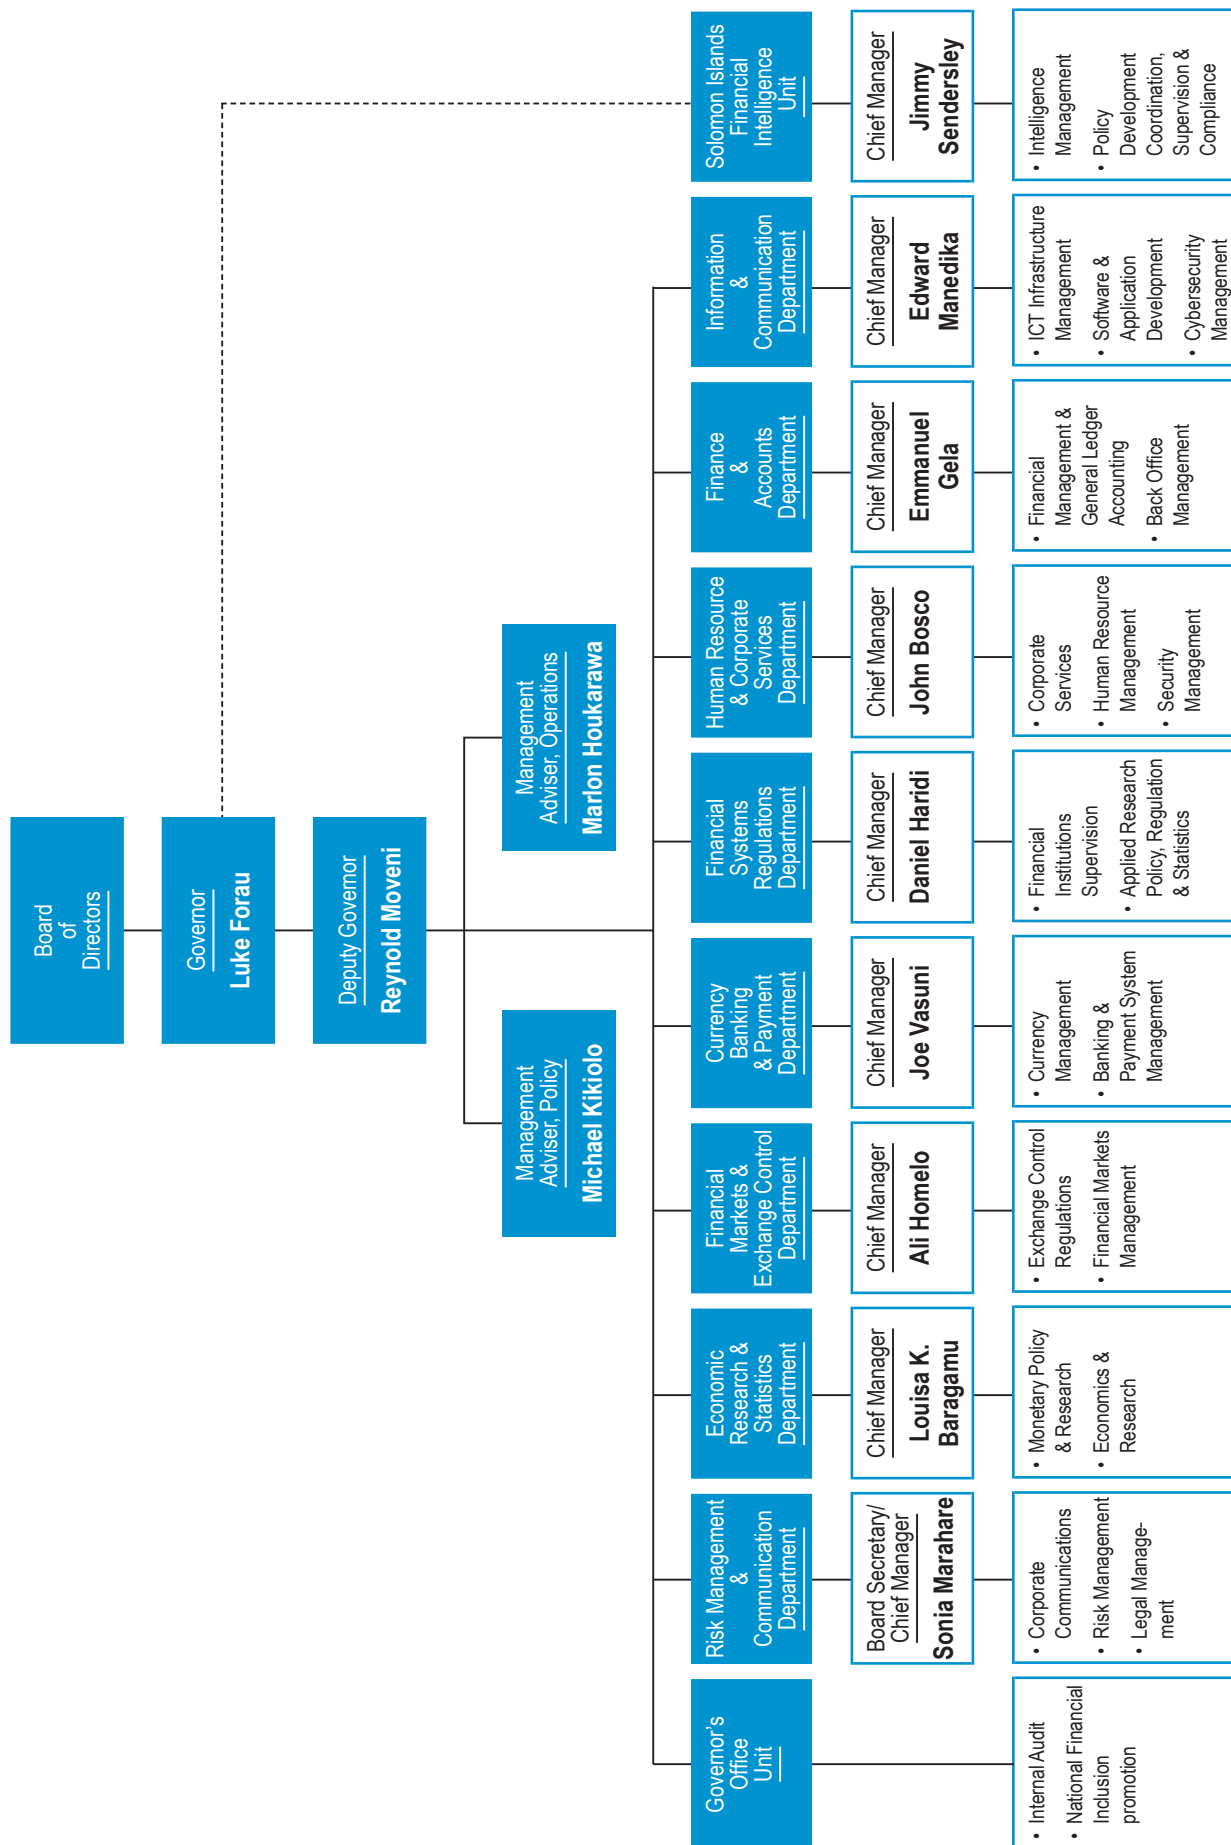 Board
of
Directors
Governor
Luke Forau
Deputy Governor
Reynold Moveni
Management
Adviser, Policy
Michael Kikiolo
Management
Adviser, Operations
Marlon Houkarawa
Governor's
Office
Unit
Risk Management
&
Communication
Department
Economic
Research &
Statistics
Department
Financial
Markets &
Exchange Control
Department
Currency
Banking
& Payment
Department
Financial
Systems
Regulations
Department
Human Resource
& Corporate
Services
Department
Finance
&
Accounts
Department
Information
&
Communication
Department
Solomon Islands
Financial
Intelligence
Unit
Board Secretary/
Chief Manager
Sonia Marahare
Chief Manager
Louisa K.
Baragamu
Chief Manager
Ali Homelo
Chief Manager
Joe Vasuni
Chief Manager
Daniel Haridi
Chief Manager
John Bosco
Chief Manager
Emmanuel
Gela
Chief Manager
Edward
Manedika
Chief Manager
Jimmy
Sendersley
• Internal Audit
• National Financial
Inclusion
promotion
• Corporate
Communications
• Risk Management
• Legal Manage-
ment
• Monetary Policy
& Research
• Economics &
Research
• Exchange Control
Regulations
• Financial Markets
Management
• Currency
Management
• Banking &
Payment System
Management
• Financial
Institutions
Supervision
• Applied Research
Policy, Regulation
& Statistics
• Corporate
Services
• Human Resource
Management
• Security
Management
• Financial
Management &
General Ledger
Accounting
• Back Office
Management
• ICT Infrastructure
Management
• Software &
Application
Development
• Cybersecurity
Management
• Intelligence
Management
• Policy
Development
Coordination,
Supervision &
Compliance